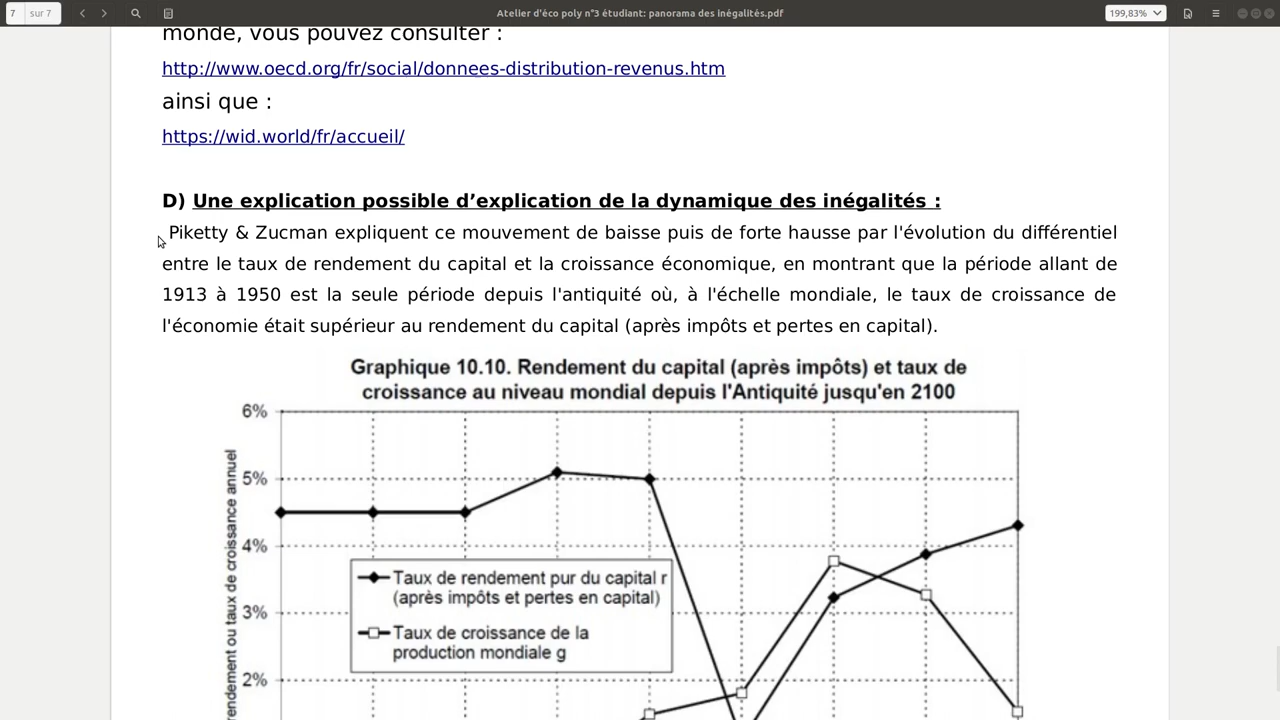 7 sur 7
Atelier d'éco poly n°3 étudiant: panorama des inégalités.pdf
199,83%
monde, vous pouvez consulter :
http://www.oecd.org/fr/social/donnees-distribution-revenus.htm
ainsi que :
https://wid.world/fr/accueil/
D) Une explication possible d’explication de la dynamique des inégalités :
Piketty & Zucman expliquent ce mouvement de baisse puis de forte hausse par l'évolution du différentiel
entre le taux de rendement du capital et la croissance économique, en montrant que la période allant de
1913 à 1950 est la seule période depuis l'antiquité où, à l'échelle mondiale, le taux de croissance de
l'économie était supérieur au rendement du capital (après impôts et pertes en capital).
Graphique 10.10. Rendement du capital (après impôts) et taux de
croissance au niveau mondial depuis l'Antiquité jusqu'en 2100
6%
5%
4%
3%
2%
rendement ou taux de croissance annuel
Taux de rendement pur du capital r
(après impôts et pertes en capital)
Taux de croissance de la
production mondiale g